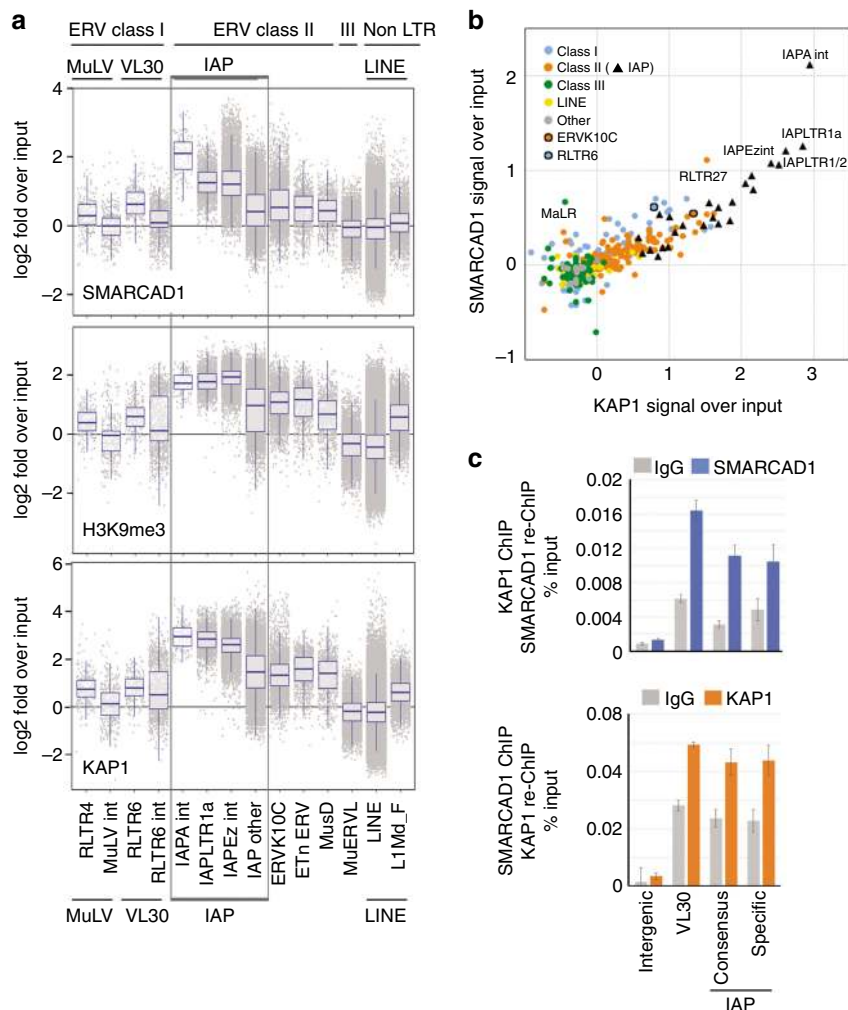 a
ERV class I
ERV class II
III
Non LTR
MuLV
VL30
IAP
LINE
log2 fold over input
4
2
0
−2
SMARCAD1
log2 fold over input
2
0
−2
H3K9me3
log2 fold over input
6
4
2
0
−2
KAP1
RLTR4
MuLV int
RLTR6
RLTR6 int
IAPA int
IAPLTR1a
IAPEz int
IAP other
ERVK10C
ETn ERV
MusD
MuERVL
LINE
L1Md_F
MuLV
VL30
IAP
LINE
b
SMARCAD1 signal over input
2
1
0
−1
Class I
Class II ( ▲ IAP)
Class III
LINE
Other
ERVK10C
RLTR6
IAPA int
IAPLTR1a
IAPEzint
IAPLTR1/2
RLTR27
MaLR
0
1
2
3
KAP1 signal over input
c
IgG
SMARCAD1
KAP1 ChIP
SMARCAD1 re-ChIP
% input
0.016
0.012
0.008
0.004
0
IgG
KAP1
SMARCAD1 ChIP
KAP1 re-ChIP
% input
0.08
0.04
0.02
0
Intergenic
VL30
Consensus
Specific
IAP